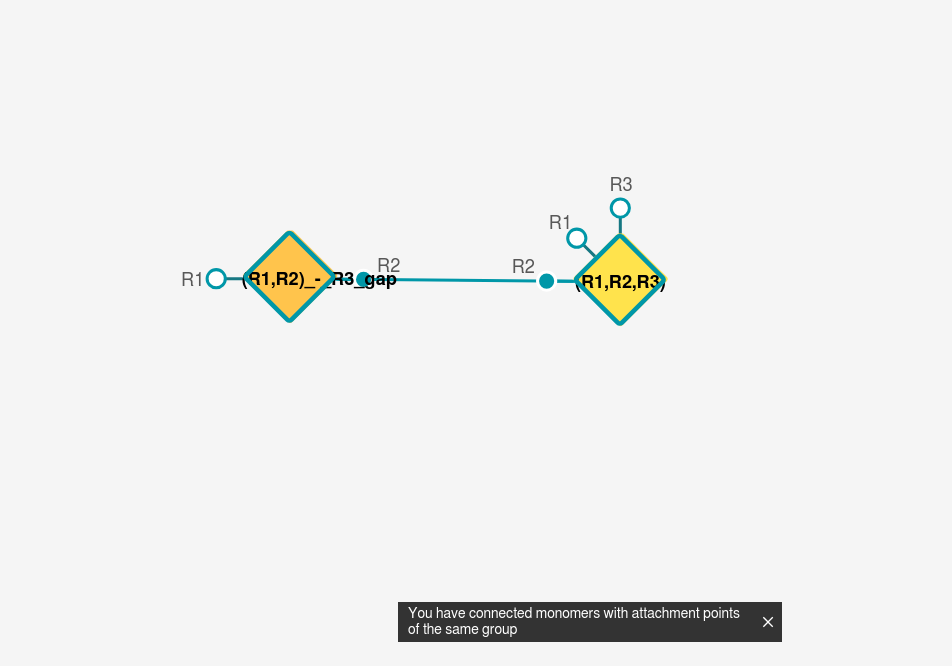 R3
R1
R2
R2
R1
(R1,R2)_-_R3_gap
(R1,R2,R3)
You have connected monomers with attachment points
of the same group